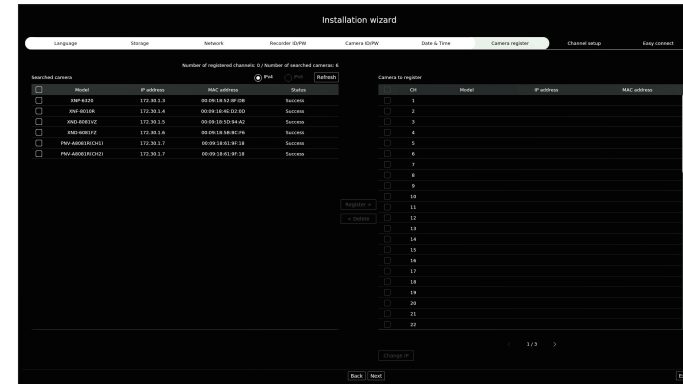 Installation wizard
Language Storage Network Recorder ID/PW Camera ID/PW Date & Time Camera register Channel setup Easy connect
Number of registered channels: 0 / Number of searched cameras: 6
Searched camera IPv4 IPv6 Refresh Camera to register
Model IP address MAC address Status CH Model IP address MAC address
XNP-6320 172.30.1.3 00:09:18:52:8F:DB Success 1
XNF-8010R 172.30.1.4 00:09:18:4E:D2:0D Success 2
XND-8081VZ 172.30.1.5 00:09:18:5D:94:A2 Success 3
XND-6081FZ 172.30.1.6 00:09:18:5B:BC:F6 Success 4
PNV-A8081R(CH1) 172.30.1.7 00:09:18:61:9F:18 Success 5
PNV-A8081R(CH2) 172.30.1.7 00:09:18:61:9F:18 Success 6
7
8
9
10
Register >
11
< Delete
12
13
14
15
16
17
18
19
20
21
22
1 / 3
Change IP
Back Next